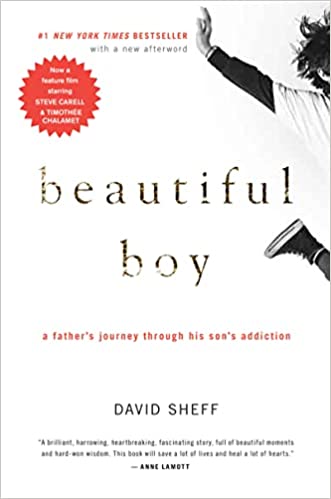 #1 NEW YORK TIMES BESTSELLER
with a new afterword
Now a
feature film
starring
STEVE CARELL
& TIMOTHÉE
CHALAMET
beautiful
boy
a father's journey through his son's addiction
DAVID SHEFF
"A brilliant, harrowing, heartbreaking, fascinating story, full of beautiful moments
and hard-won wisdom. This book will save a lot of lives and heal a lot of hearts."
— ANNE LAMOTT